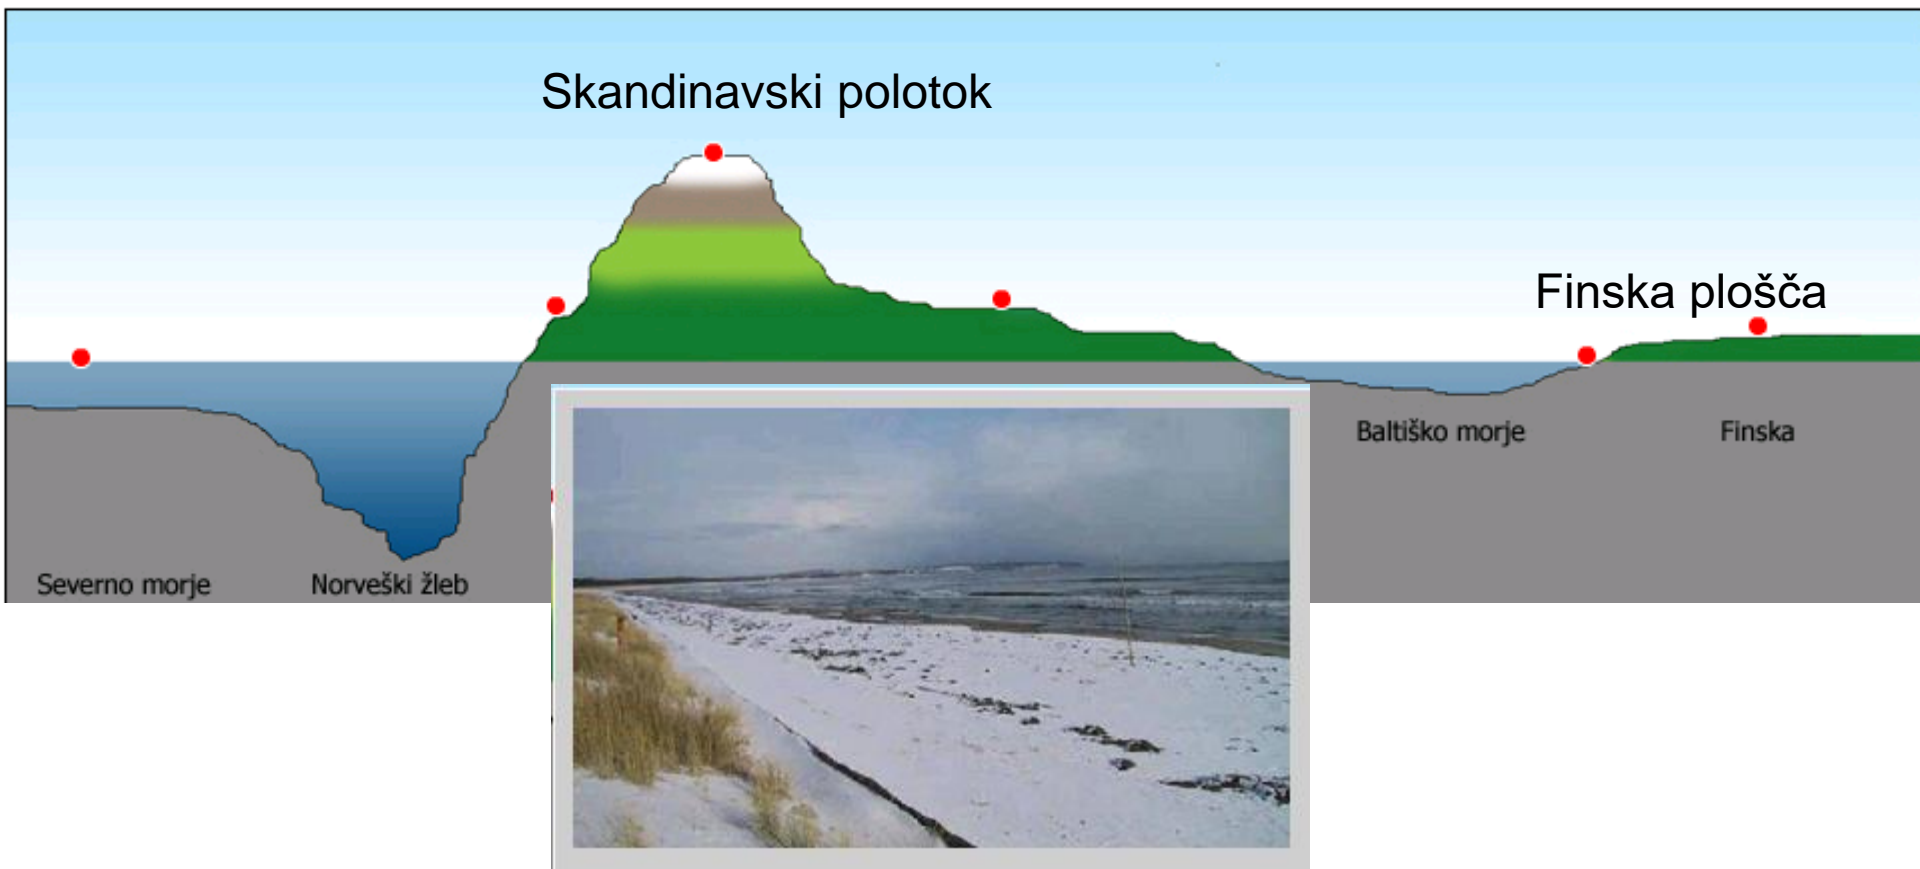 Skandinavski polotok
Finska plošča
Baltiško morje
Finska
Severno morje
Norveški žleb